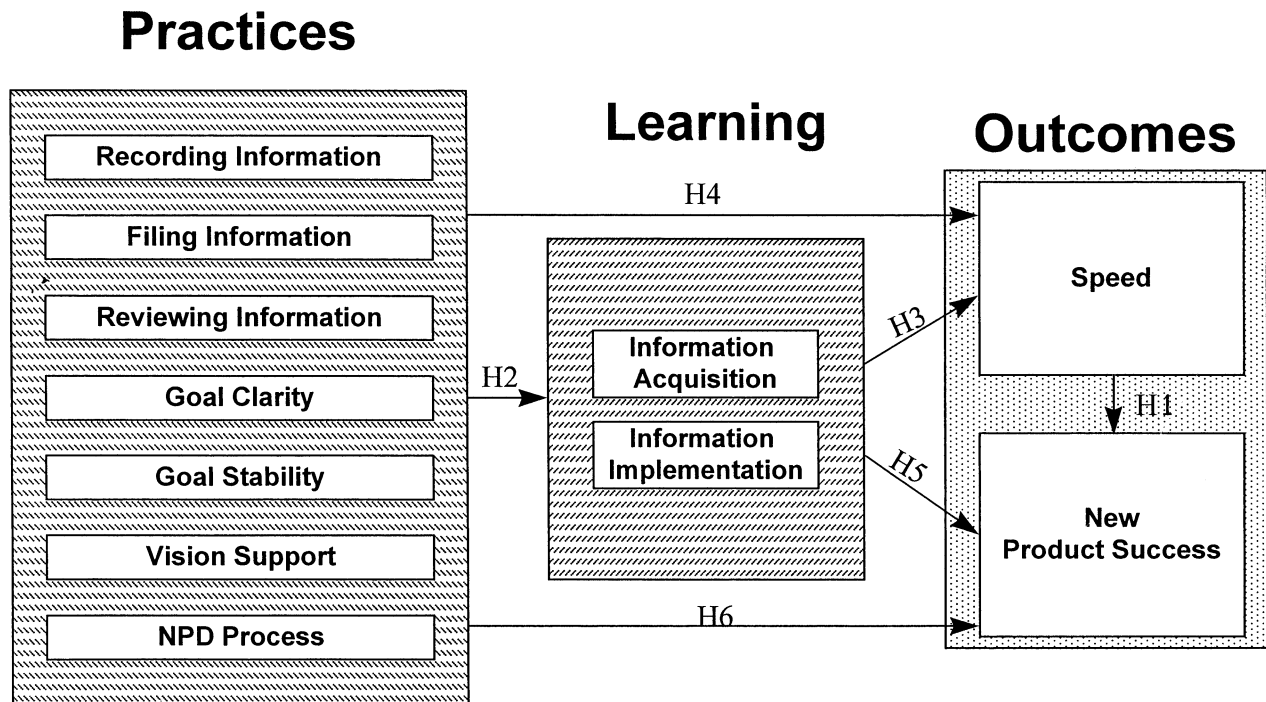 Practices
Learning
Outcomes
Recording Information
Filing Information
Reviewing Information
Goal Clarity
Goal Stability
Vision Support
NPD Process
H4
H2
Information
Acquisition
Information
Implementation
H3
H5
H6
Speed
H1
New
Product Success